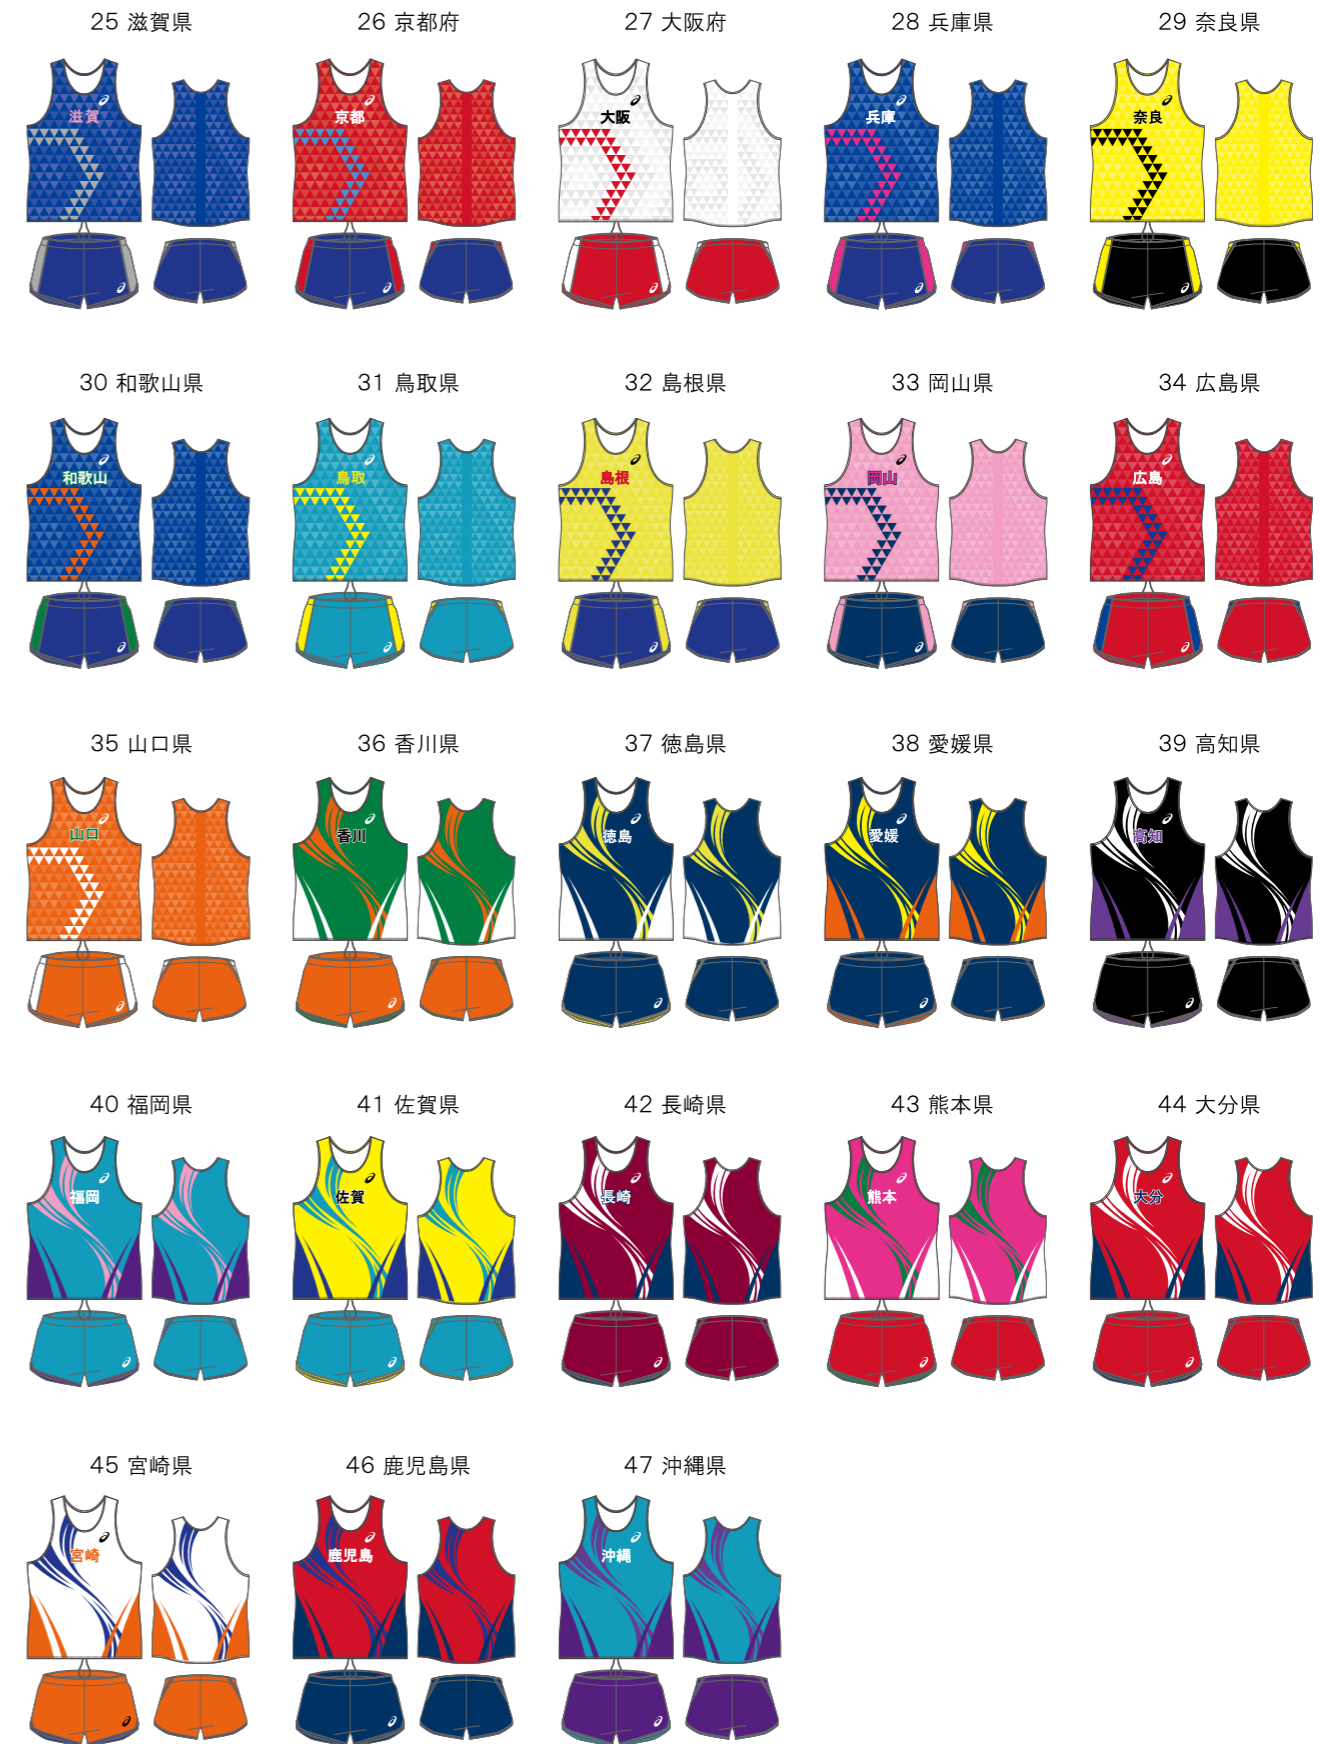 25 滋賀県
26 京都府
27 大阪府
28 兵庫県
29 奈良県
滋賀
京都
大阪
兵庫
奈良
30 和歌山県
31 鳥取県
32 島根県
33 岡山県
34 広島県
和歌山
鳥取
島根
岡山
広島
35 山口県
36 香川県
37 徳島県
38 愛媛県
39 高知県
山口
香川
徳島
愛媛
高知
40 福岡県
41 佐賀県
42 長崎県
43 熊本県
44 大分県
福岡
佐賀
長崎
熊本
大分
45 宮崎県
46 鹿児島県
47 沖縄県
宮崎
鹿児島
沖縄